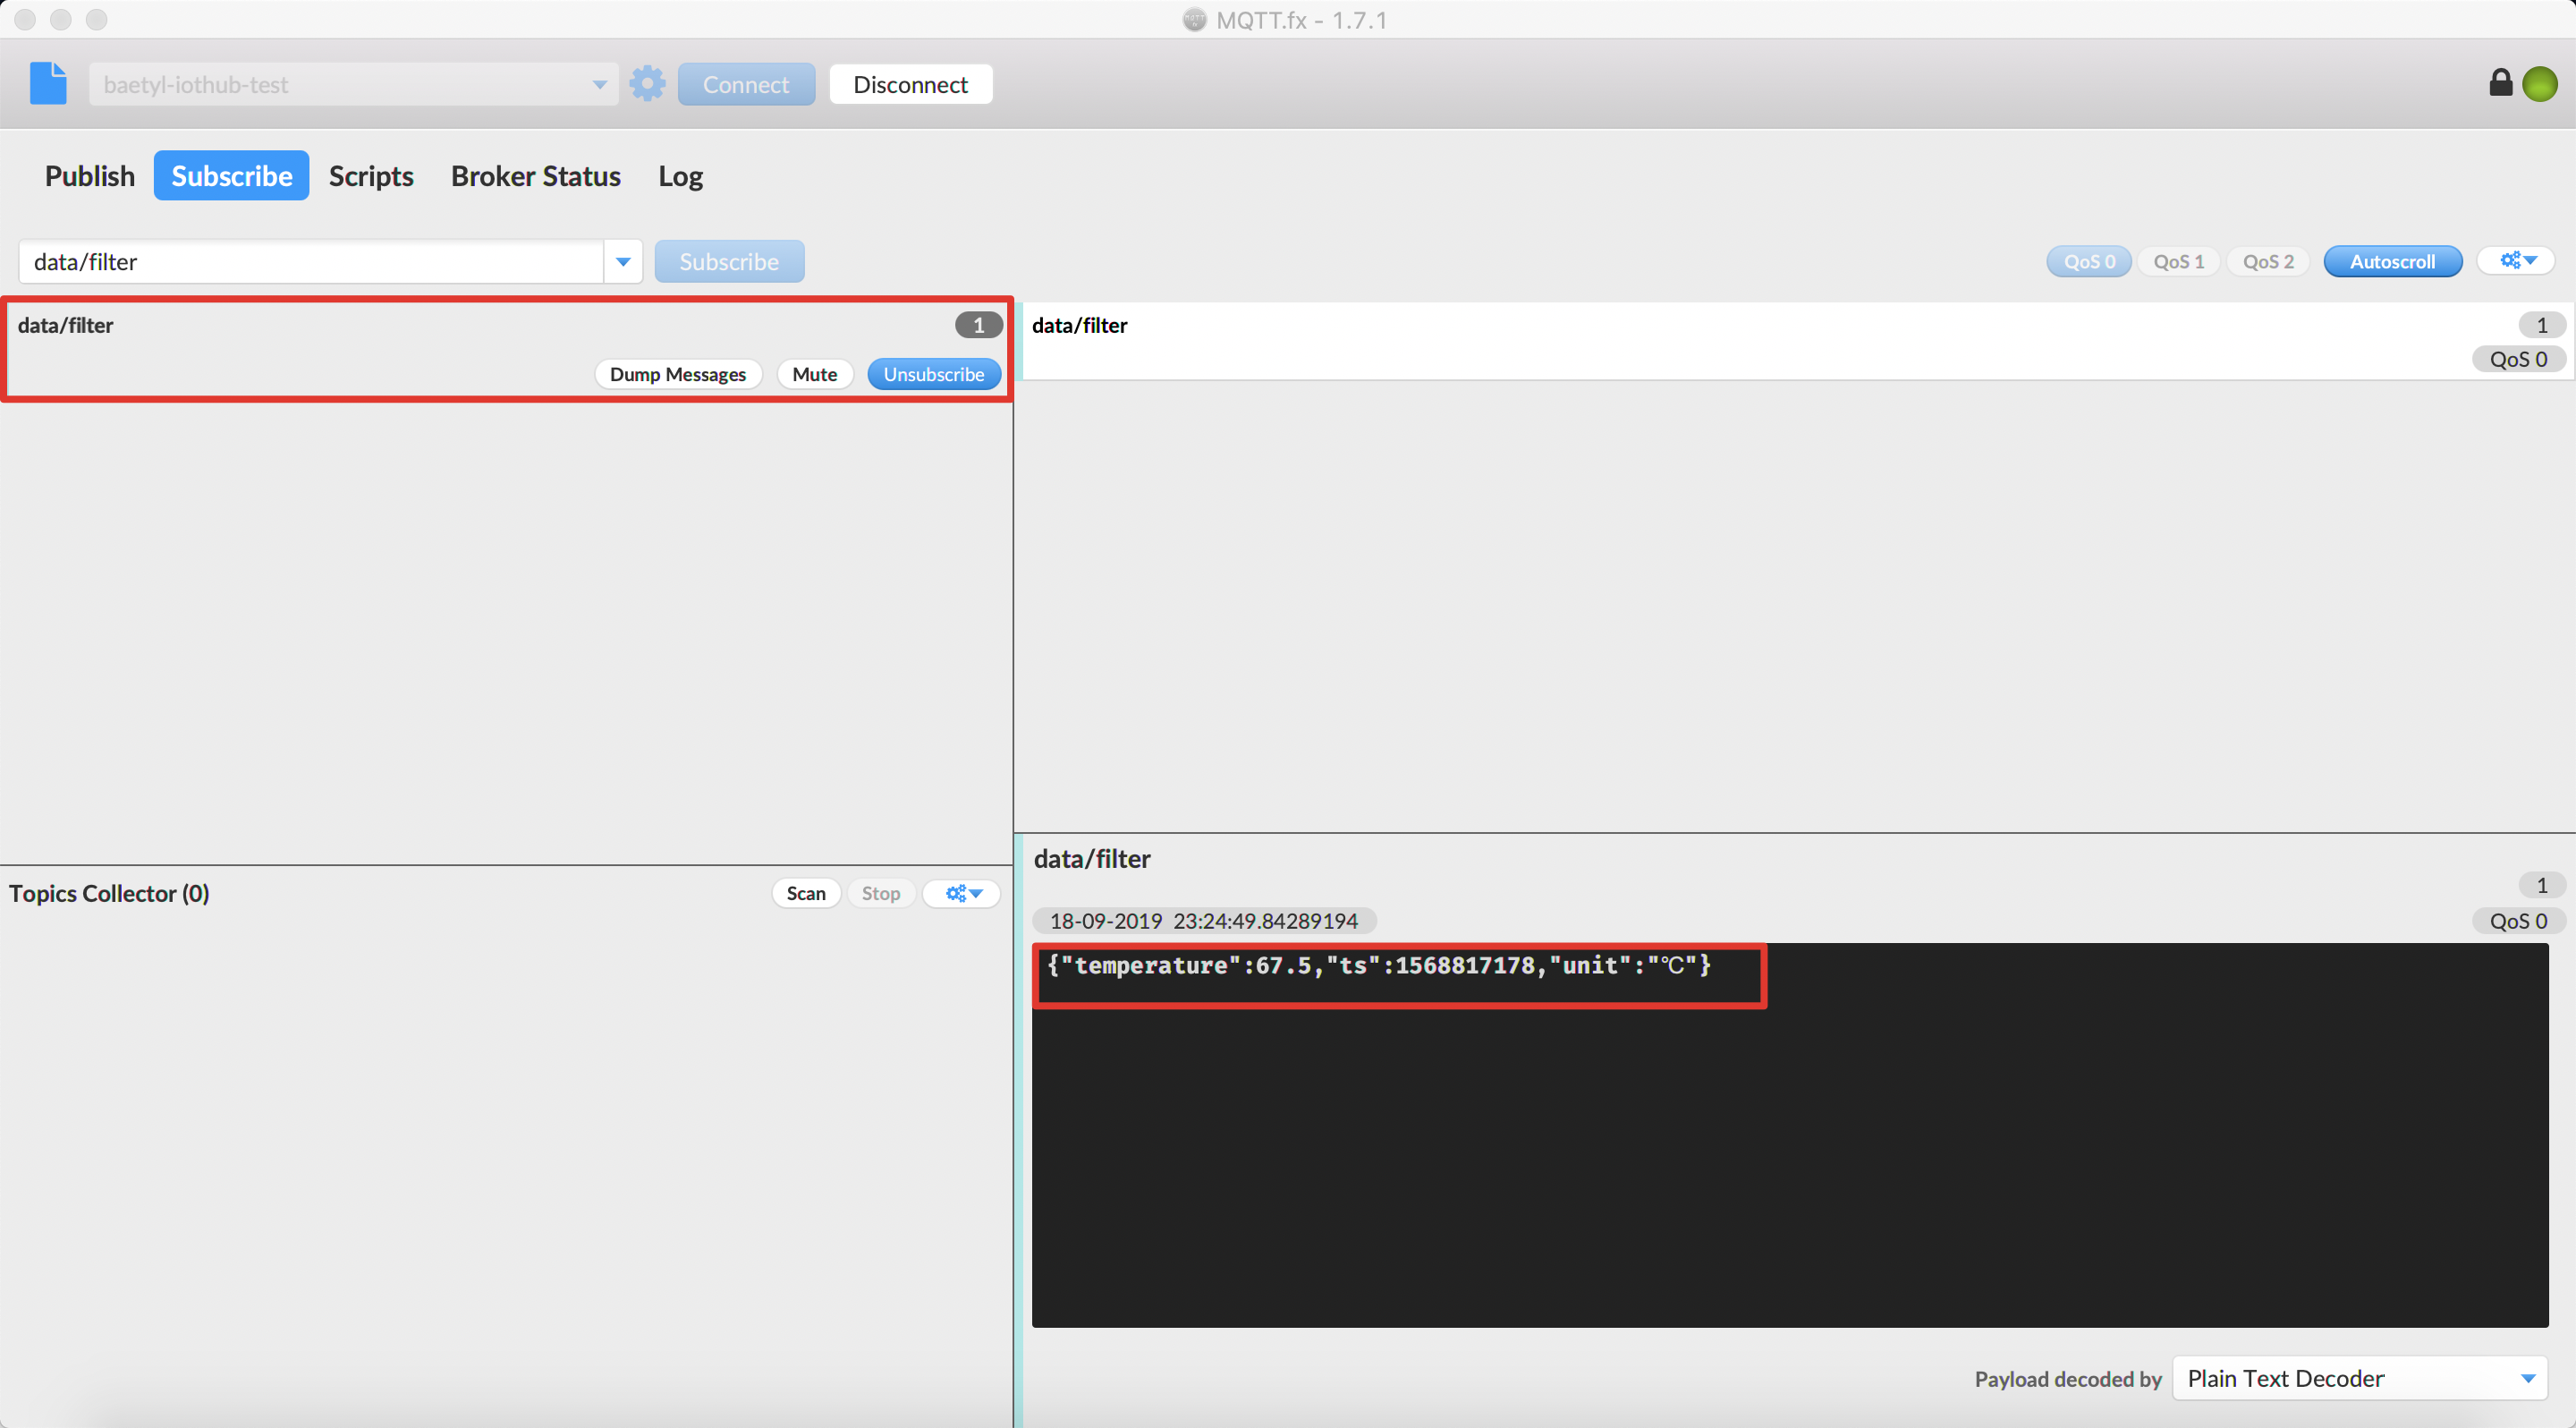 MQTT.fx - 1.7.1
baetyl-iothub-test
Connect
Disconnect
Publish
Subscribe
Scripts
Broker Status
Log
data/filter
Subscribe
QoS 0
QoS 1
QoS 2
Autoscroll
data/filter
1
Dump Messages
Mute
Unsubscribe
data/filter
1
QoS 0
Topics Collector (0)
Scan
Stop
data/filter
1
18-09-2019 23:24:49.84289194
QoS 0
{"temperature":67.5,"ts":1568817178,"unit":"℃"}
Payload decoded by
Plain Text Decoder